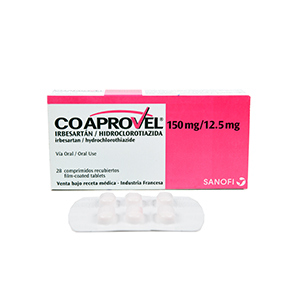 COAPROVEL® 150 mg/12.5 mg
IRBESARTÁN / HIDROCLOROTIAZIDA
irbesartan / hydrochlorothiazide
Vía Oral / Oral Use
28 comprimidos recubiertos
film-coated tablets
Venta bajo receta médica - Industria Francesa
SANOFI